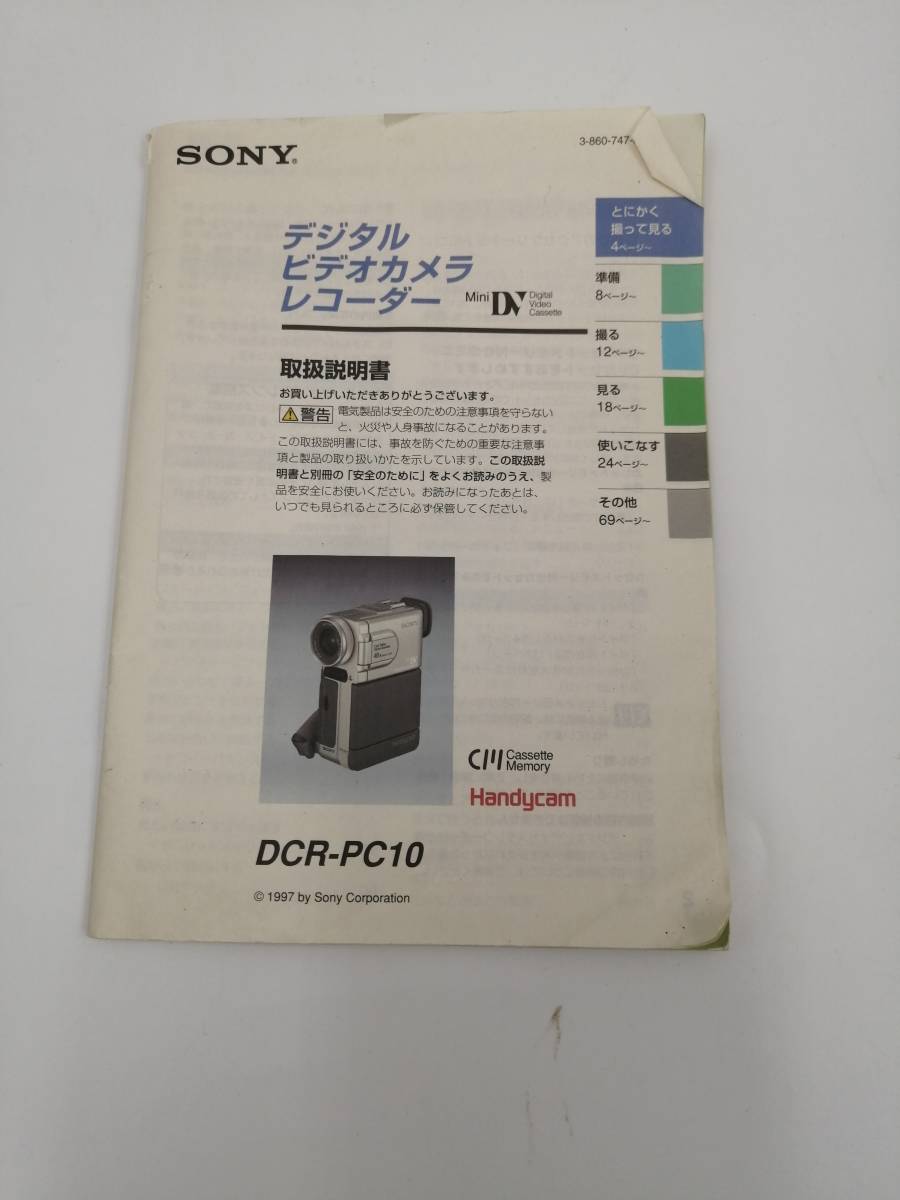 SONY®
3-860-747-
デジタル
ビデオカメラ
レコーダー
Mini DV Digital
Video
Cassette
とにかく
撮って見る
4ページ~
準備
8ページ~
撮る
12ページ~
見る
18ページ~
使いこなす
24ページ~
その他
69ページ~
取扱説明書
お買い上げいただきありがとうございます。
警告 電気製品は安全のための注意事項を守らない
と、火災や人身事故になることがあります。
この取扱説明書には、事故を防ぐための重要な注意事
項と製品の取り扱いかたを示しています。この取扱説
明書と別冊の「安全のために」をよくお読みのうえ、製
品を安全にお使いください。お読みになったあとは、
いつでも見られるところに必ず保管してください。
SONY
Cassette
Memory
Handycam
DCR-PC10
© 1997 by Sony Corporation